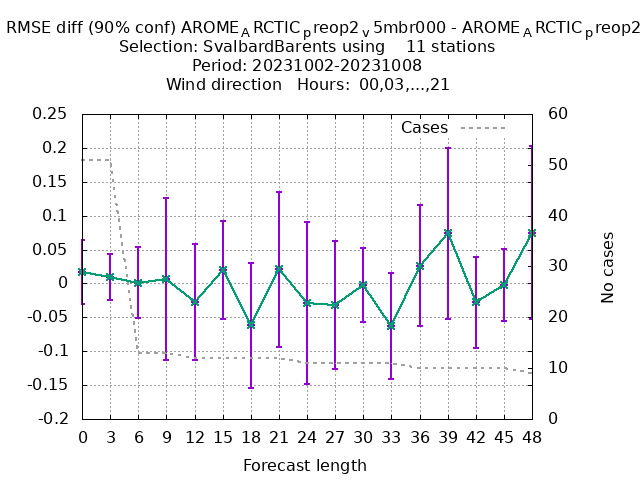 RMSE diff (90% conf) AROME_ARCTIC_preop2_v5mbr000 - AROME_ARCTIC_preop2
Selection: SvalbardBarents using    11 stations
Period: 20231002-20231008
Wind direction   Hours:  00,03,...,21
Cases
0.25
0.2
0.15
0.1
0.05
0
-0.05
-0.1
-0.15
-0.2
60
50
40
30
20
10
0
No cases
0 3 6 9 12 15 18 21 24 27 30 33 36 39 42 45 48
Forecast length